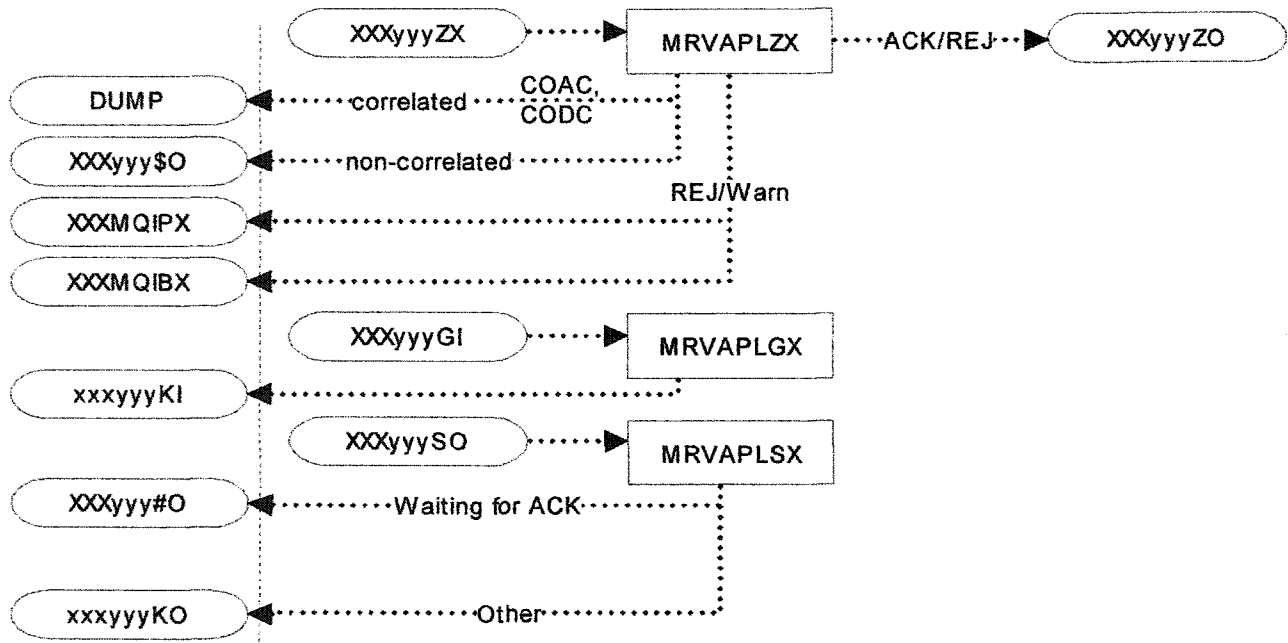 XXXyyyZX
MRVAPLZX
ACK/REJ
XXXyyyZO
DUMP
correlated
COAC,
CODC
XXXyyy$O
non-correlated
REJ/Warn
XXXMQIPX
XXXMQIBX
XXXyyyGI
MRVAPLGX
xxxyyyKI
XXXyyySO
MRVAPLSX
XXXyyy#O
Waiting for ACK
xxxyyyKO
Other